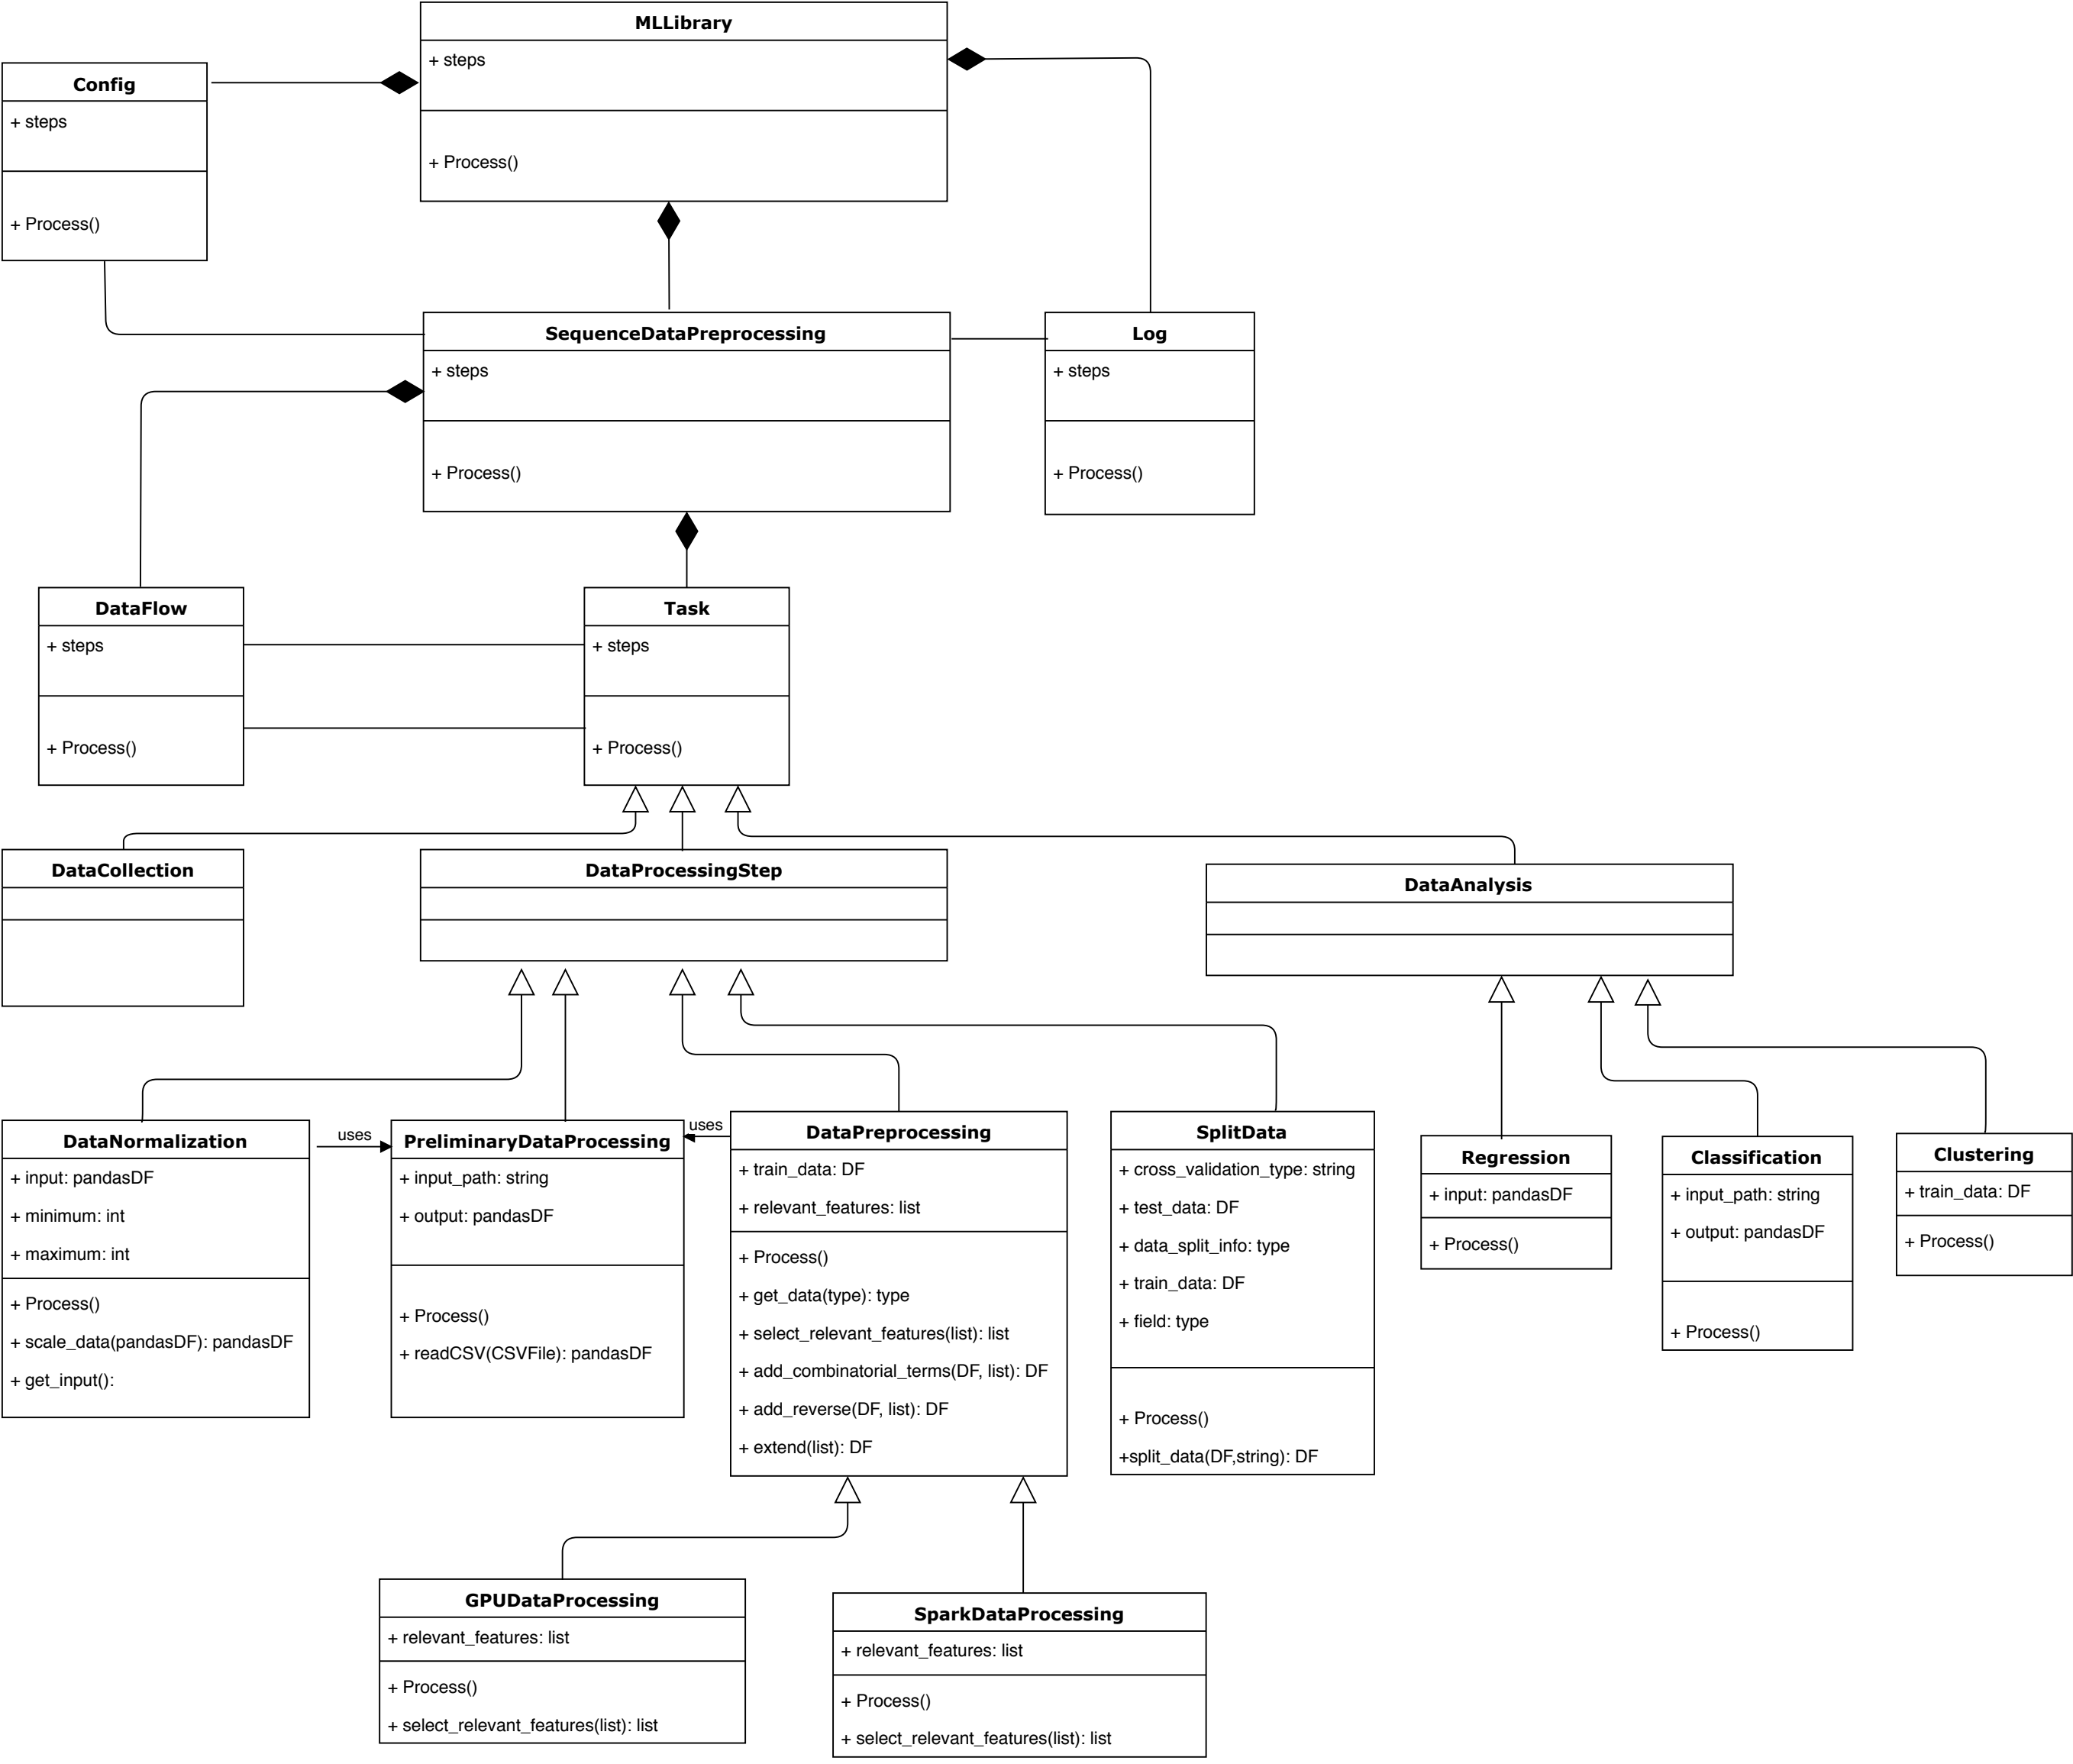 MLLibrary
+ steps
+ Process()
Config
+ steps
+ Process()
SequenceDataPreprocessing
+ steps
+ Process()
Log
+ steps
+ Process()
DataFlow
+ steps
+ Process()
Task
+ steps
+ Process()
DataCollection
DataProcessingStep
DataAnalysis
DataNormalization
+ input: pandasDF
+ minimum: int
+ maximum: int
+ Process()
+ scale_data(pandasDF): pandasDF
+ get_input():
uses
PreliminaryDataProcessing
+ input_path: string
+ output: pandasDF
+ Process()
+ readCSV(CSVFile): pandasDF
uses
DataPreprocessing
+ train_data: DF
+ relevant_features: list
+ Process()
+ get_data(type): type
+ select_relevant_features(list): list
+ add_combinatorial_terms(DF, list): DF
+ add_reverse(DF, list): DF
+ extend(list): DF
SplitData
+ cross_validation_type: string
+ test_data: DF
+ data_split_info: type
+ train_data: DF
+ field: type
+ Process()
+split_data(DF,string): DF
Regression
+ input: pandasDF
+ Process()
Classification
+ input_path: string
+ output: pandasDF
+ Process()
Clustering
+ train_data: DF
+ Process()
GPUDataProcessing
+ relevant_features: list
+ Process()
+ select_relevant_features(list): list
SparkDataProcessing
+ relevant_features: list
+ Process()
+ select_relevant_features(list): list